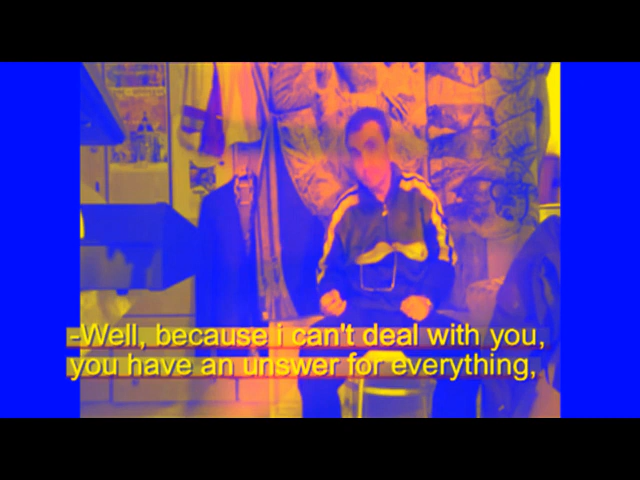 -Well, because i can't deal with you,
you have an unswer for everything,